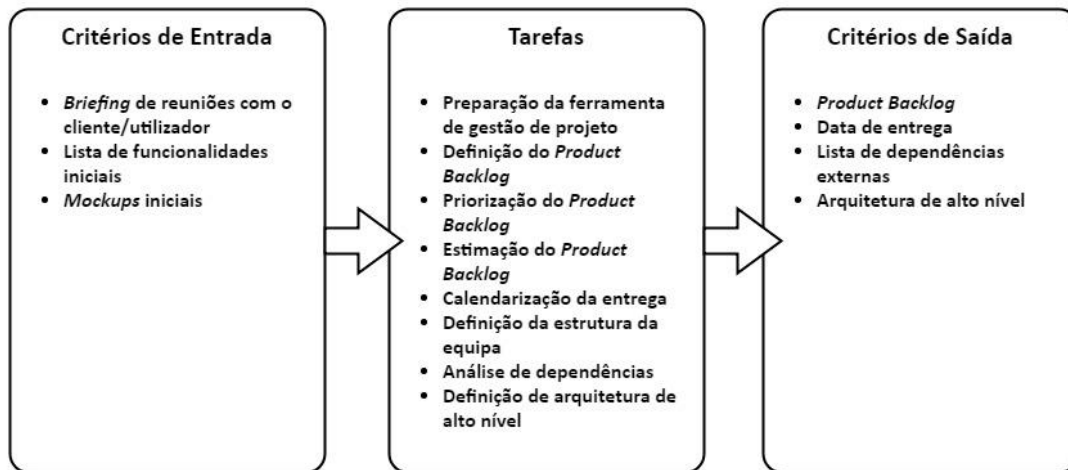 Critérios de Entrada
• Briefing de reuniões com o
cliente/utilizador
• Lista de funcionalidades
iniciais
• Mockups iniciais
Tarefas
• Preparação da ferramenta
de gestão de projeto
• Definição do Product
Backlog
• Priorização do Product
Backlog
• Estimação do Product
Backlog
• Calendarização da entrega
• Definição da estrutura da
equipa
• Análise de dependências
• Definição de arquitetura de
alto nível
Critérios de Saída
• Product Backlog
• Data de entrega
• Lista de dependências
externas
• Arquitetura de alto nível